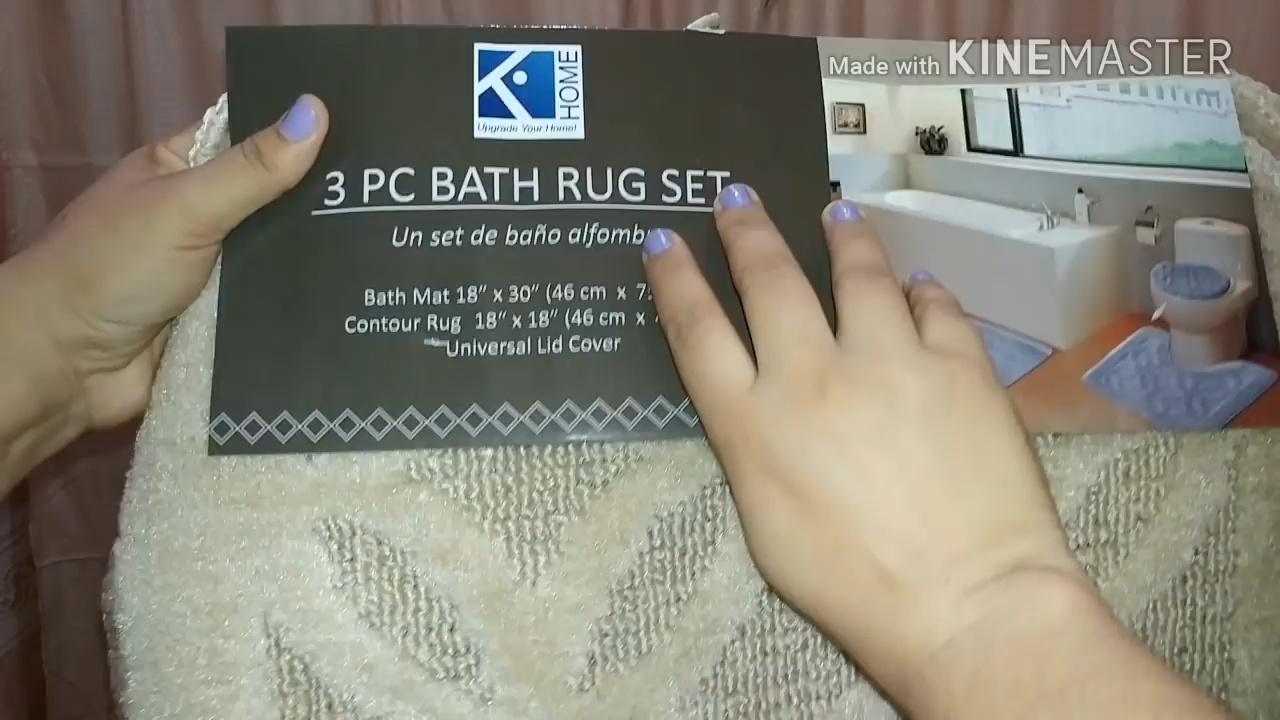 Made with KINEMASTER
K HOME
Upgrade Your Home!
3 PC BATH RUG SET
Un set de baño
Bath Mat 18" x 30" (46 cm x
Contour Rug 18" x 18" (46 cm x
Universal Lid Cover